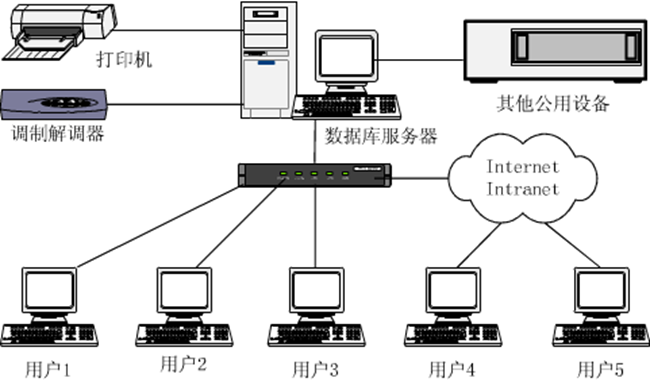 打印机
调制解调器
数据库服务器
其他公用设备
Internet
Intranet
用户1
用户2
用户3
用户4
用户5